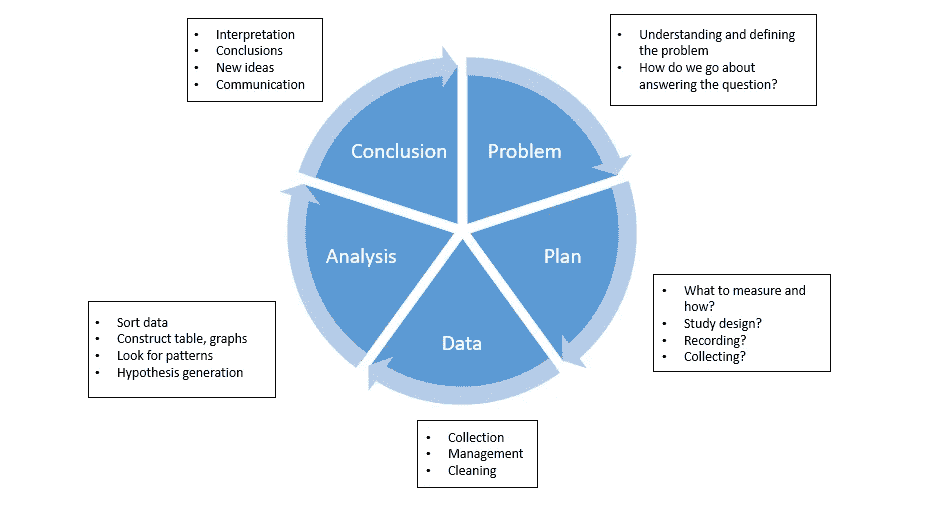 • Interpretation
• Conclusions
• New ideas
• Communication
• Understanding and defining
the problem
• How do we go about
answering the question?
Conclusion
Problem
Analysis
Plan
Data
• What to measure and
how?
• Study design?
• Recording?
• Collecting?
• Sort data
• Construct table, graphs
• Look for patterns
• Hypothesis generation
• Collection
• Management
• Cleaning